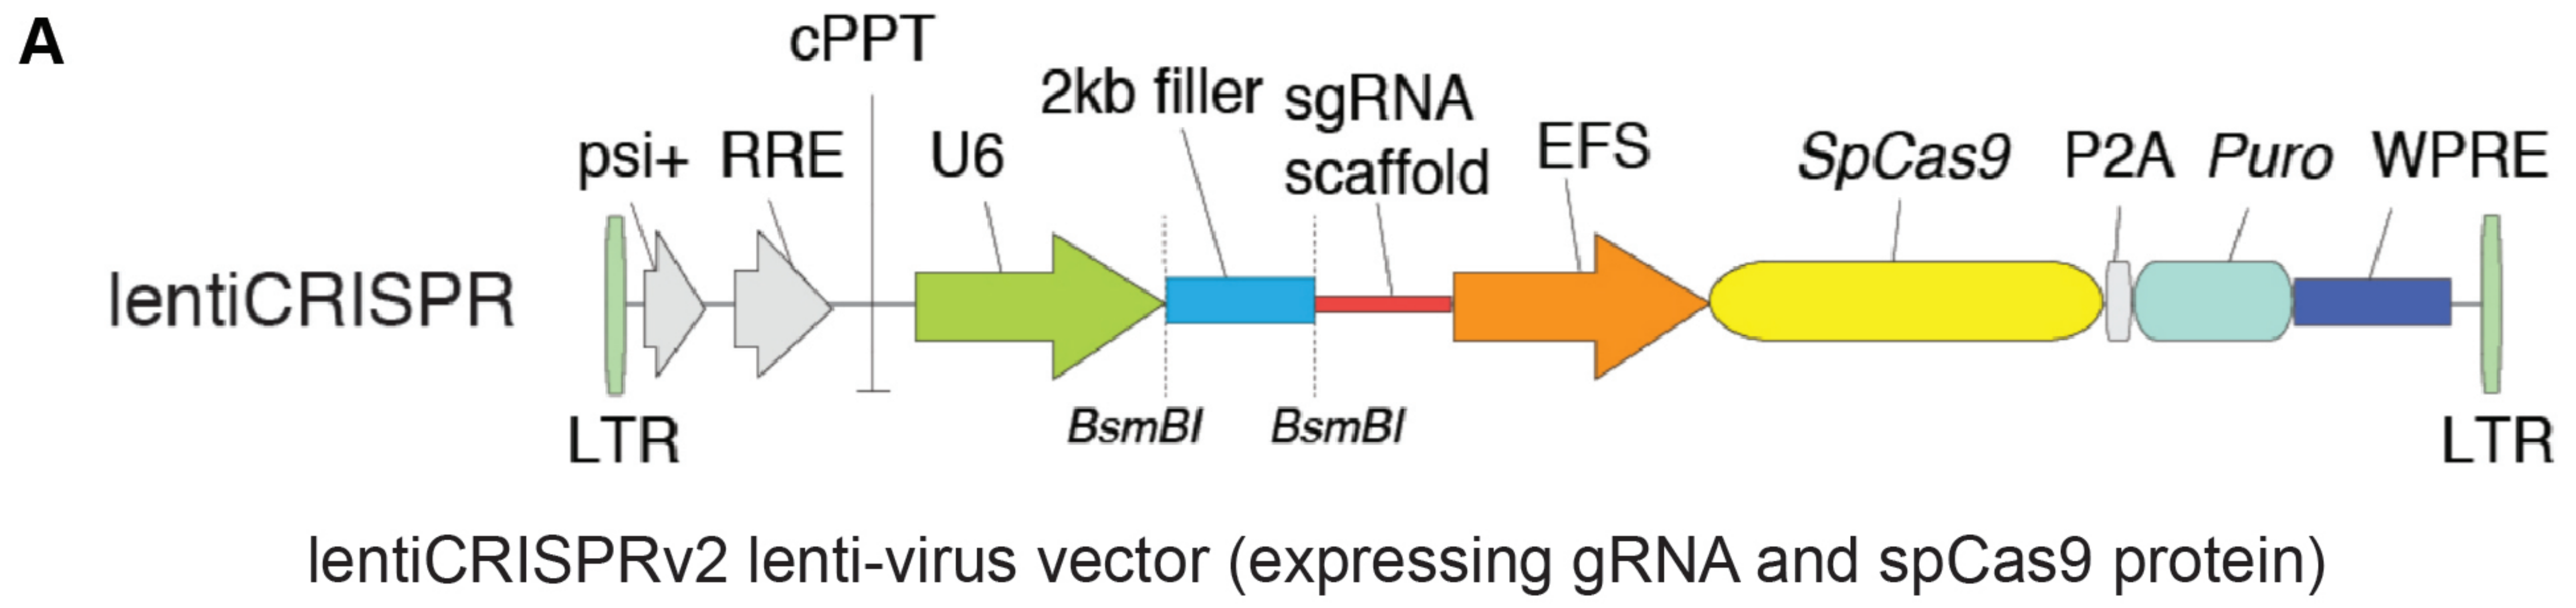 A
cPPT
2kb filler
sgRNA
scaffold
psi+
RRE
U6
EFS
SpCas9
P2A
Puro
WPRE
lentiCRISPR
LTR
BsmBI
BsmBI
LTR
lentiCRISPRv2 lenti-virus vector (expressing gRNA and spCas9 protein)